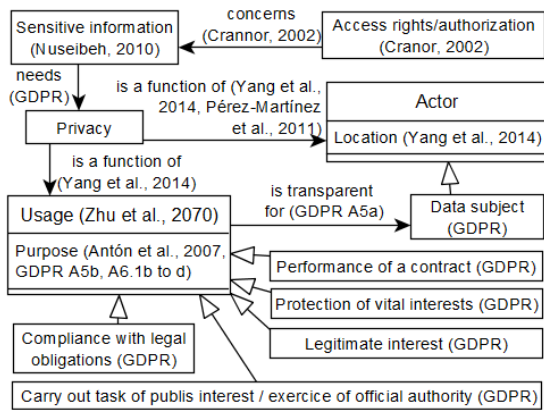 Sensitive information
(Nuseibeh, 2010)
concerns
(Crannor, 2002)
Access rights/authorization
(Cranor, 2002)
needs
(GDPR)
is a function of (Yang et al.,
2014, Pérez-Martínez
et al., 2011)
Actor
Location (Yang et al., 2014)
Privacy
is a function of
(Yang et al., 2014)
Usage (Zhu et al., 2070)
Purpose (Antón et al., 2007,
GDPR A5b, A6.1b to d)
is transparent
for (GDPR A5a)
Data subject
(GDPR)
Performance of a contract (GDPR)
Protection of vital interests (GDPR)
Legitimate interest (GDPR)
Compliance with legal
obligations (GDPR)
Carry out task of publis interest / exercice of official authority (GDPR)